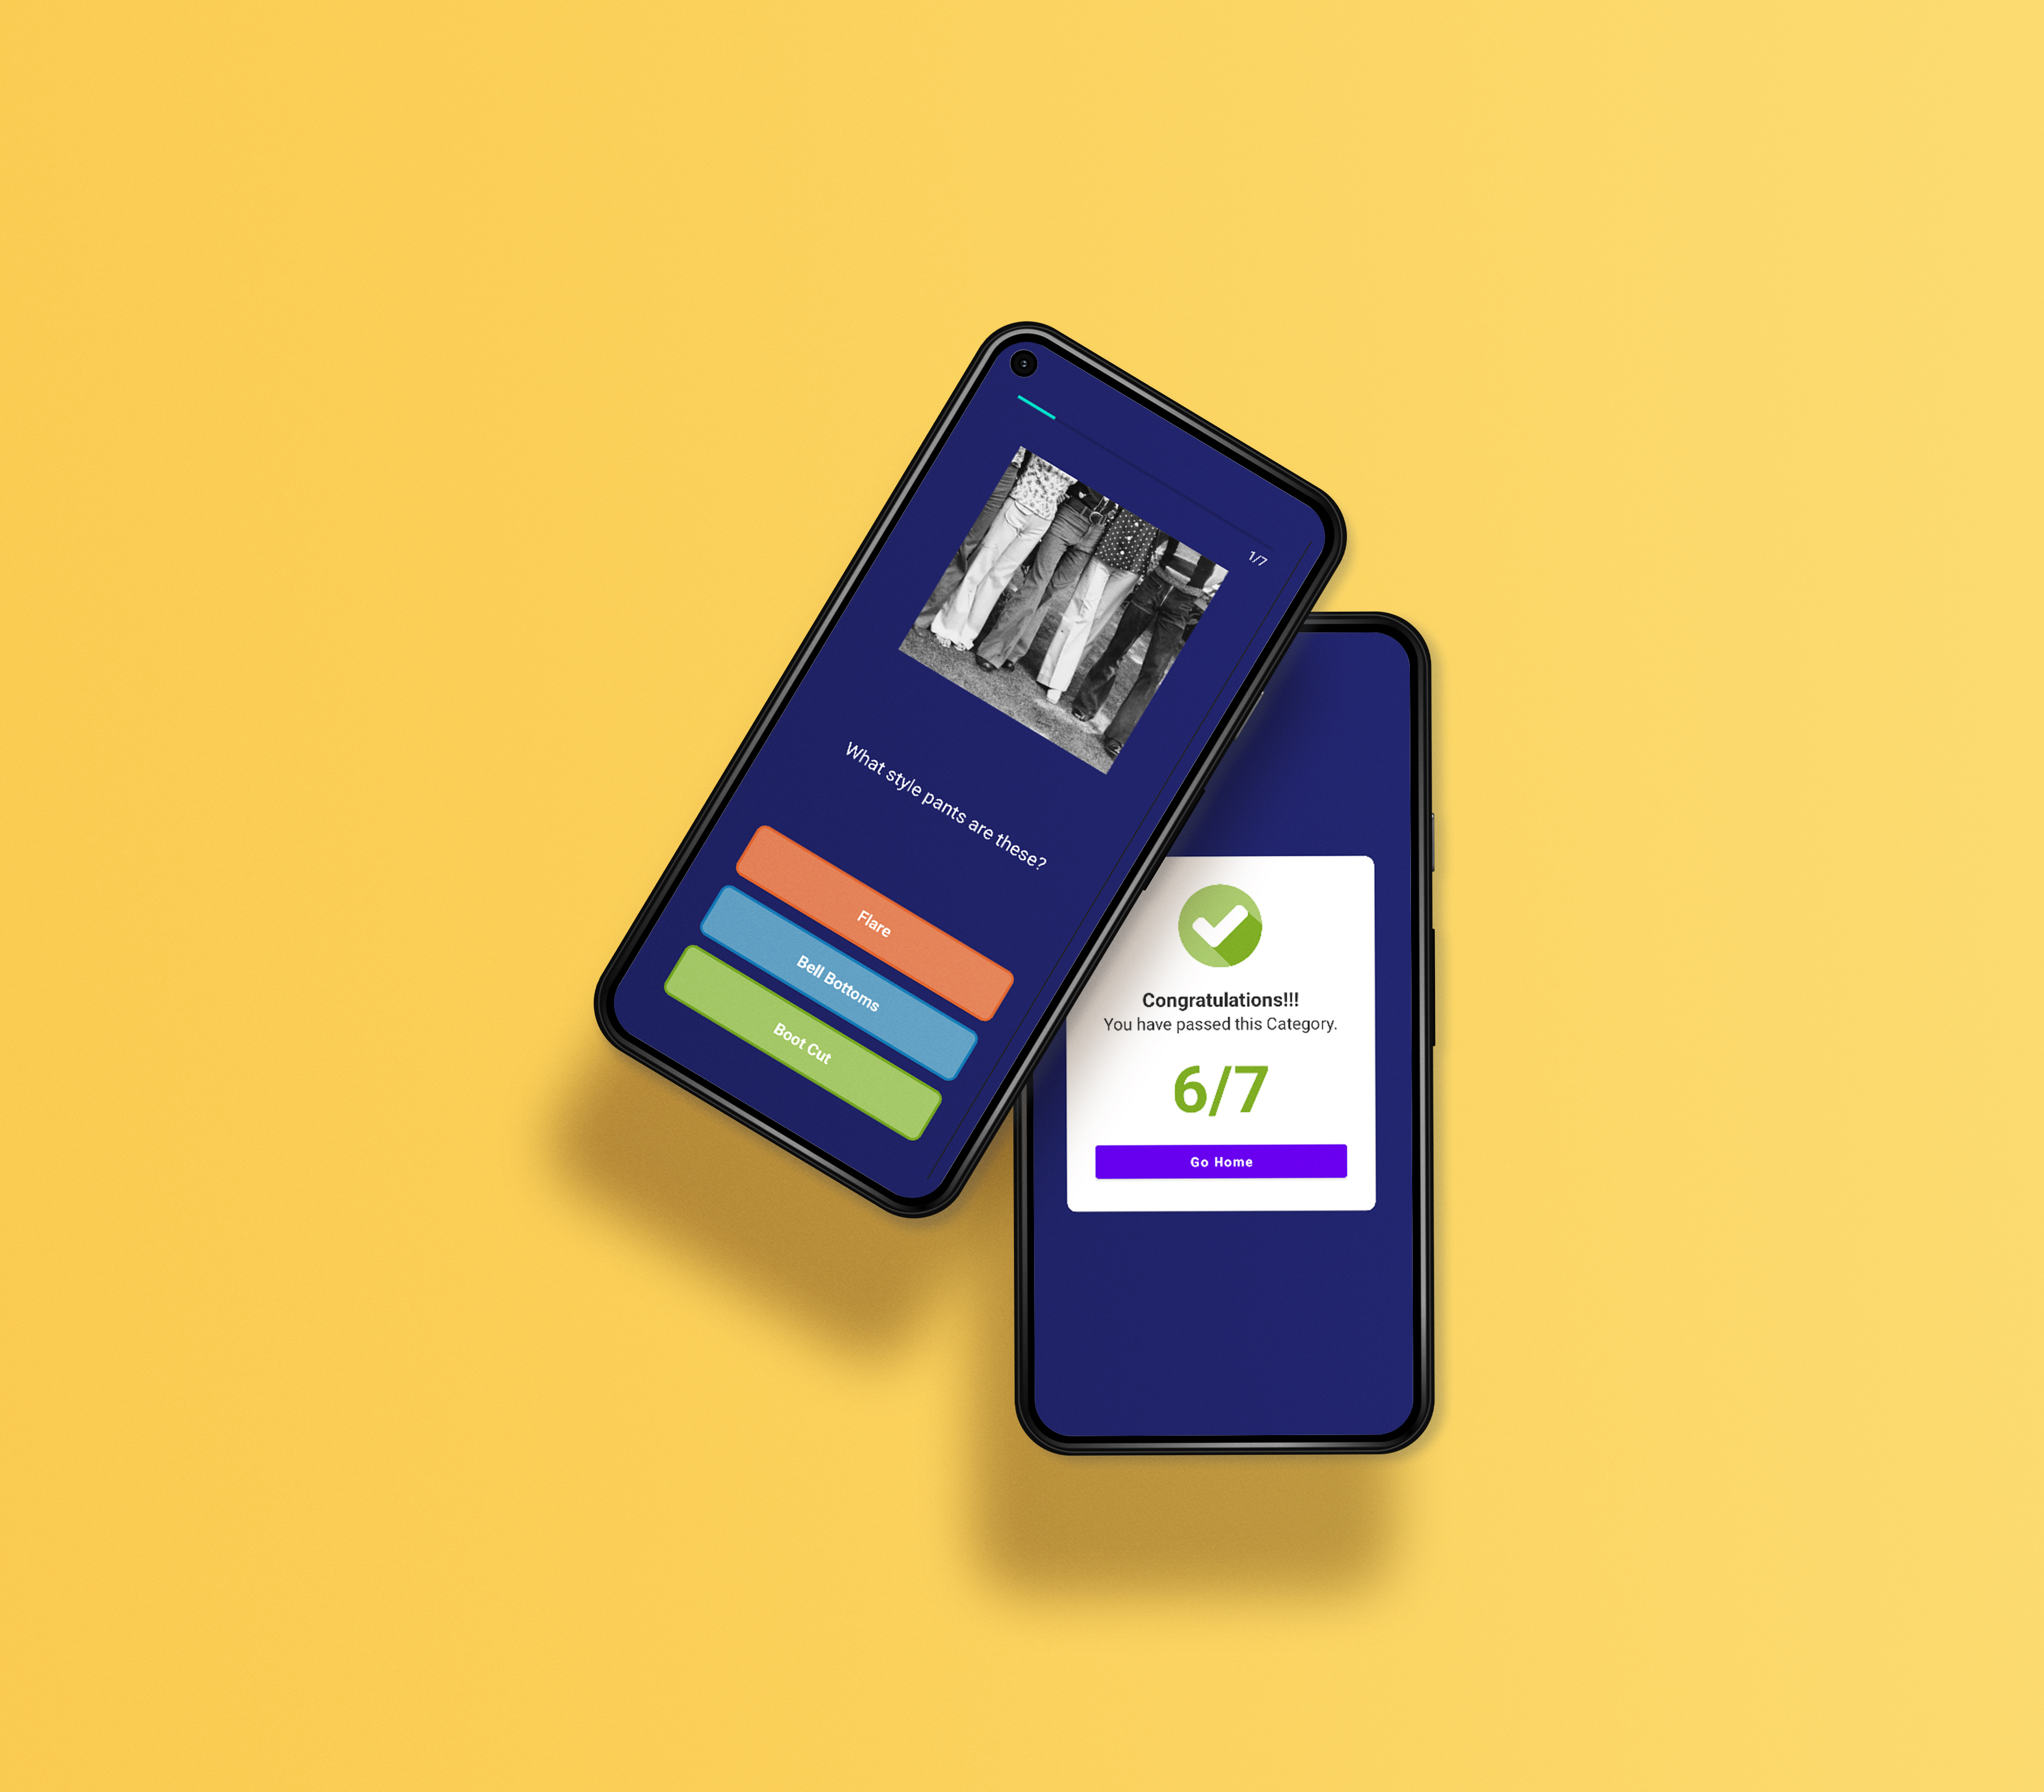 1/7
What style pants are these?
Flare
Bell Bottoms
Boot Cut
Congratulations!!!
You have passed this Category.
6/7
Go Home